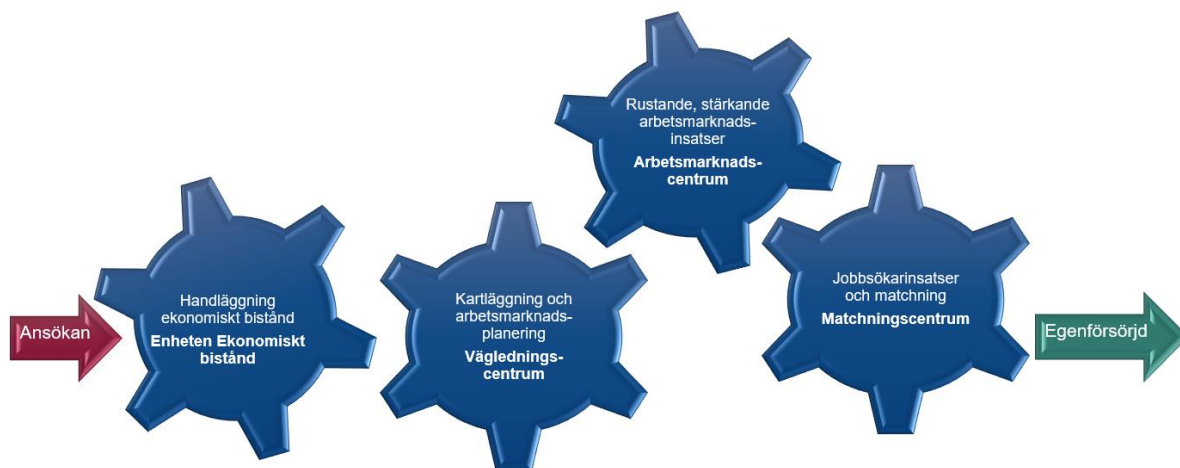 Ansökan
Handläggning
ekonomiskt bistånd
Enheten Ekonomiskt
bistånd
Kartläggning och
arbetsmarknads-
planering
Väglednings-
centrum
Rustande, stärkande
arbetsmarknads-
insatser
Arbetsmarknads-
centrum
Jobbsökarinsatser
och matchning
Matchningscentrum
Egenförsörjd